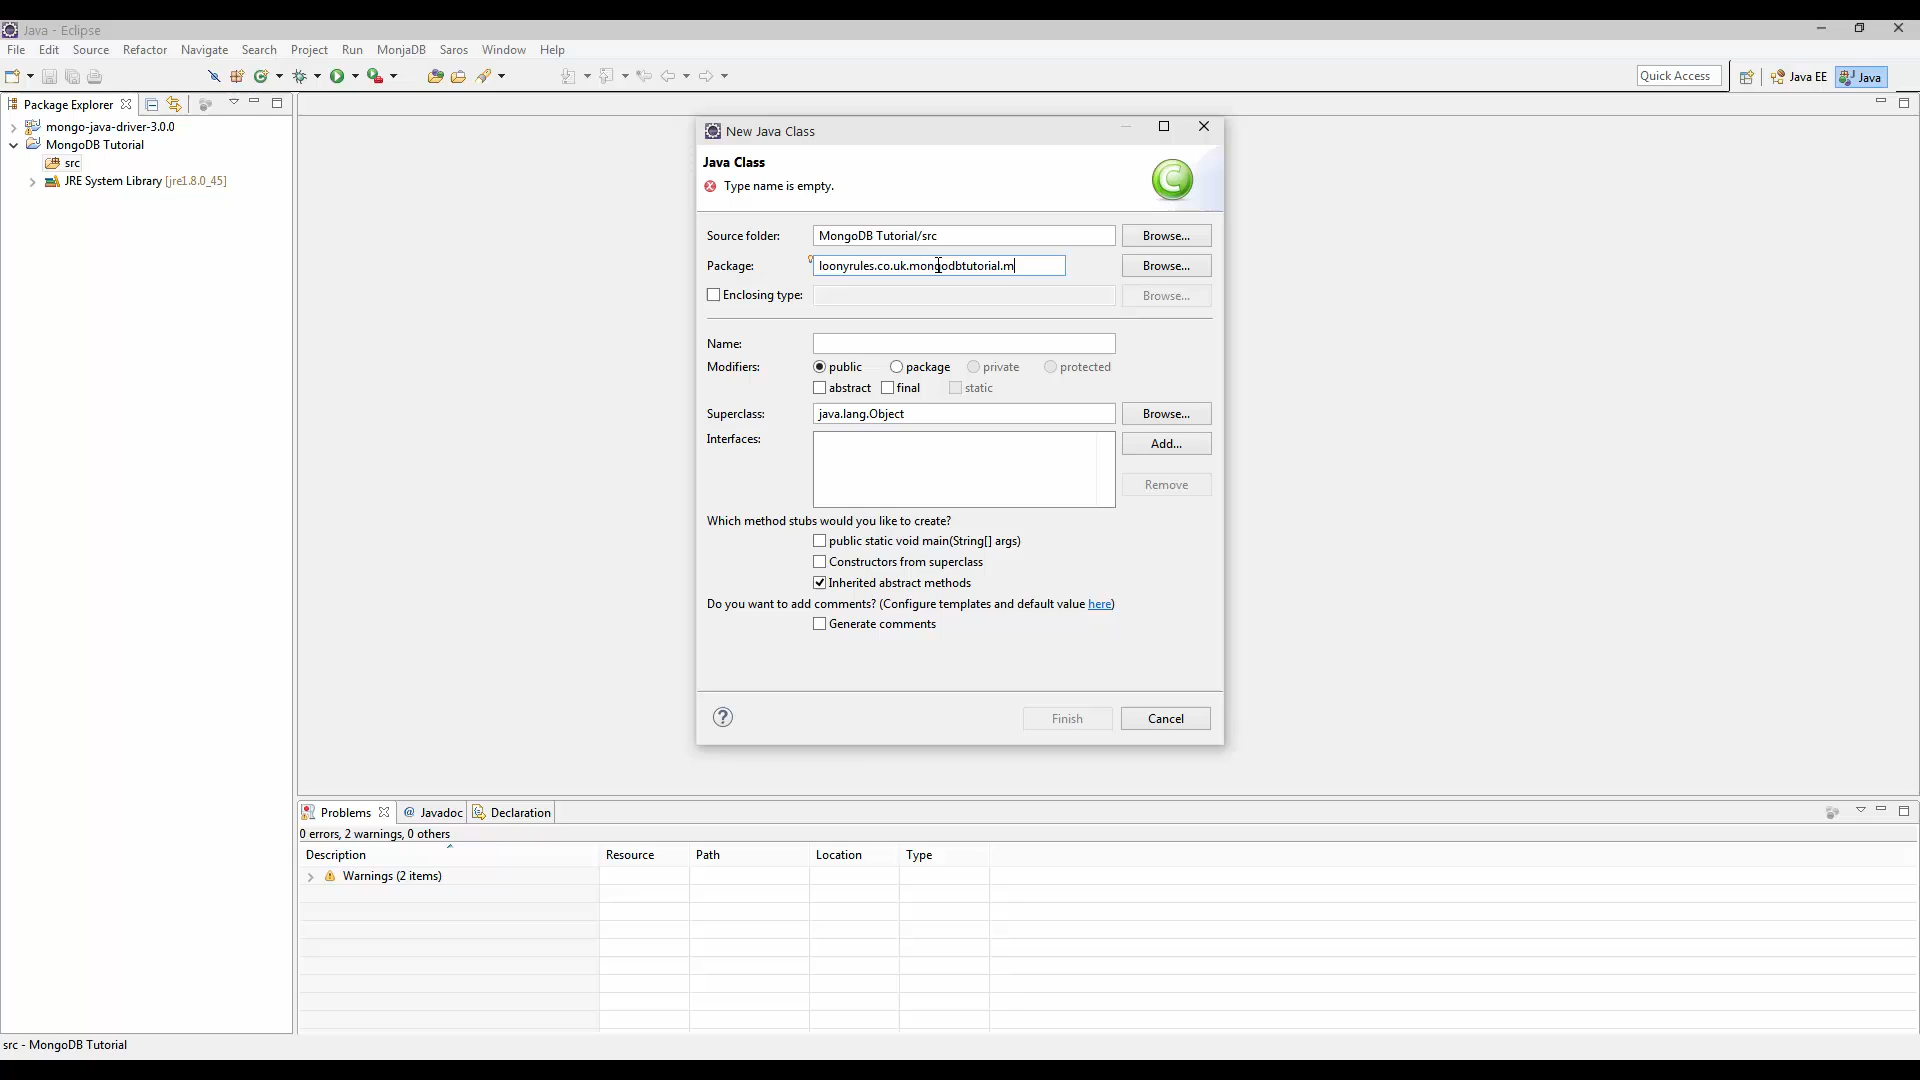 Java - Eclipse
File Edit Source Refactor Navigate Search Project Run MonjaDB Saros Window Help
Quick Access Java EE Java
Package Explorer
mongo-java-driver-3.0.0
MongoDB Tutorial
src
JRE System Library [jre1.8.0_45]
New Java Class
Java Class
Type name is empty.
Source folder: MongoDB Tutorial/src Browse...
Package: loonyrules.co.uk.mongodbtutorial.m Browse...
Enclosing type: Browse...
Name:
Modifiers: public package private protected
abstract final static
Superclass: java.lang.Object Browse...
Interfaces: Add...
Remove
Which method stubs would you like to create?
public static void main(String[] args)
Constructors from superclass
Inherited abstract methods
Do you want to add comments? (Configure templates and default value here)
Generate comments
Finish Cancel
Problems @ Javadoc Declaration
0 errors, 2 warnings, 0 others
Description Resource Path Location Type
Warnings (2 items)
src - MongoDB Tutorial